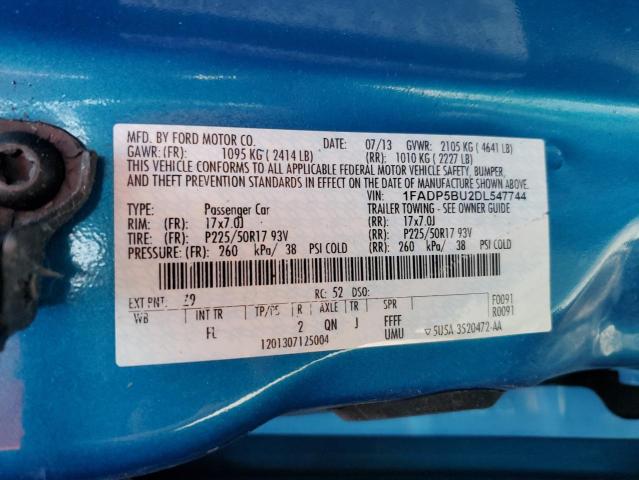 MFD. BY FORD MOTOR CO. DATE: 07/13 GVWR: 2105 KG ( 4641 LB)
GAWR: (FR): 1095 KG ( 2414 LB) (RR): 1010 KG ( 2227 LB)
THIS VEHICLE CONFORMS TO ALL APPLICABLE FEDERAL MOTOR VEHICLE SAFETY, BUMPER,
AND THEFT PREVENTION STANDARDS IN EFFECT ON THE DATE OF MANUFACTURE SHOWN ABOVE.
VIN: 1FADP5BU2DL547744
TYPE: Passenger Car TRAILER TOWING - SEE OWNER GUIDE
RIM: (FR): 17x7.0J (RR): 17x7.0J
TIRE: (FR): P225/50R17 93V (RR): P225/50R17 93V
PRESSURE: (FR): 260 kPa/ 38 PSI COLD (RR): 260 kPa/ 38 PSI COLD
EXT PNT: RC: 52 DSO: F0091
WB INT TR TP/PS R AXLE TR SPR R0091
FL 2 QN J FFFF
UMU ▽ 5USA 3520472-AA
1201307125004